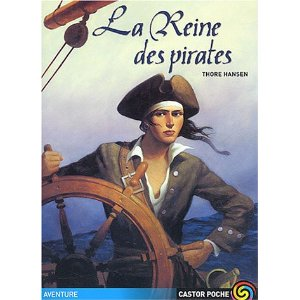 La Reine
des pirates
THORE HANSEN
AVENTURE
CASTOR POCHE